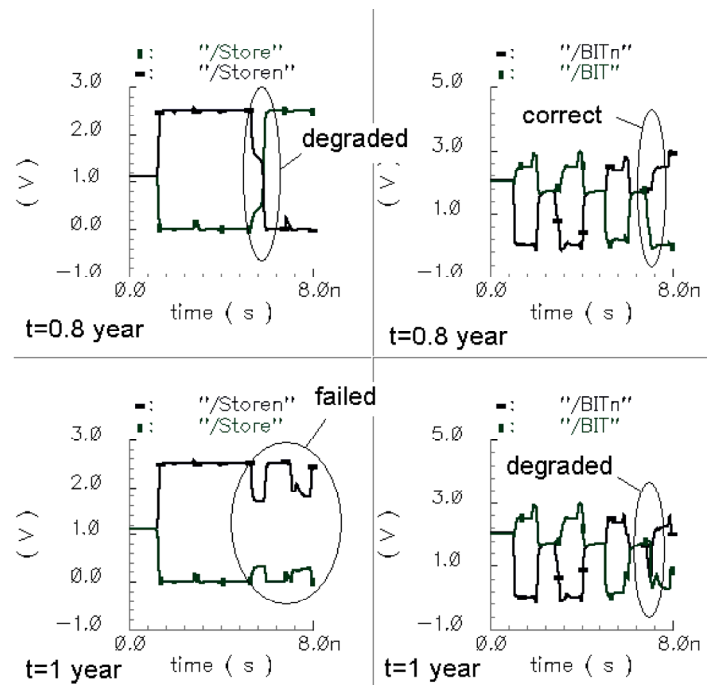 : "/Store"
: "/Storen"
3.0
2.0
1.0
0.0
-1.0
( V )
degraded
0.0
8.0n
time ( s )
t=0.8 year
: "/BITn"
: "/BIT"
5.0
3.0
1.0
-1.0
( V )
correct
0.0
8.0n
time ( s )
t=0.8 year
: "/Storen"
: "/Store"
failed
3.0
2.0
1.0
0.0
-1.0
( V )
0.0
8.0n
time ( s )
t=1 year
: "/BITn"
: "/BIT"
degraded
5.0
3.0
1.0
-1.0
( V )
0.0
8.0n
time ( s )
t=1 year